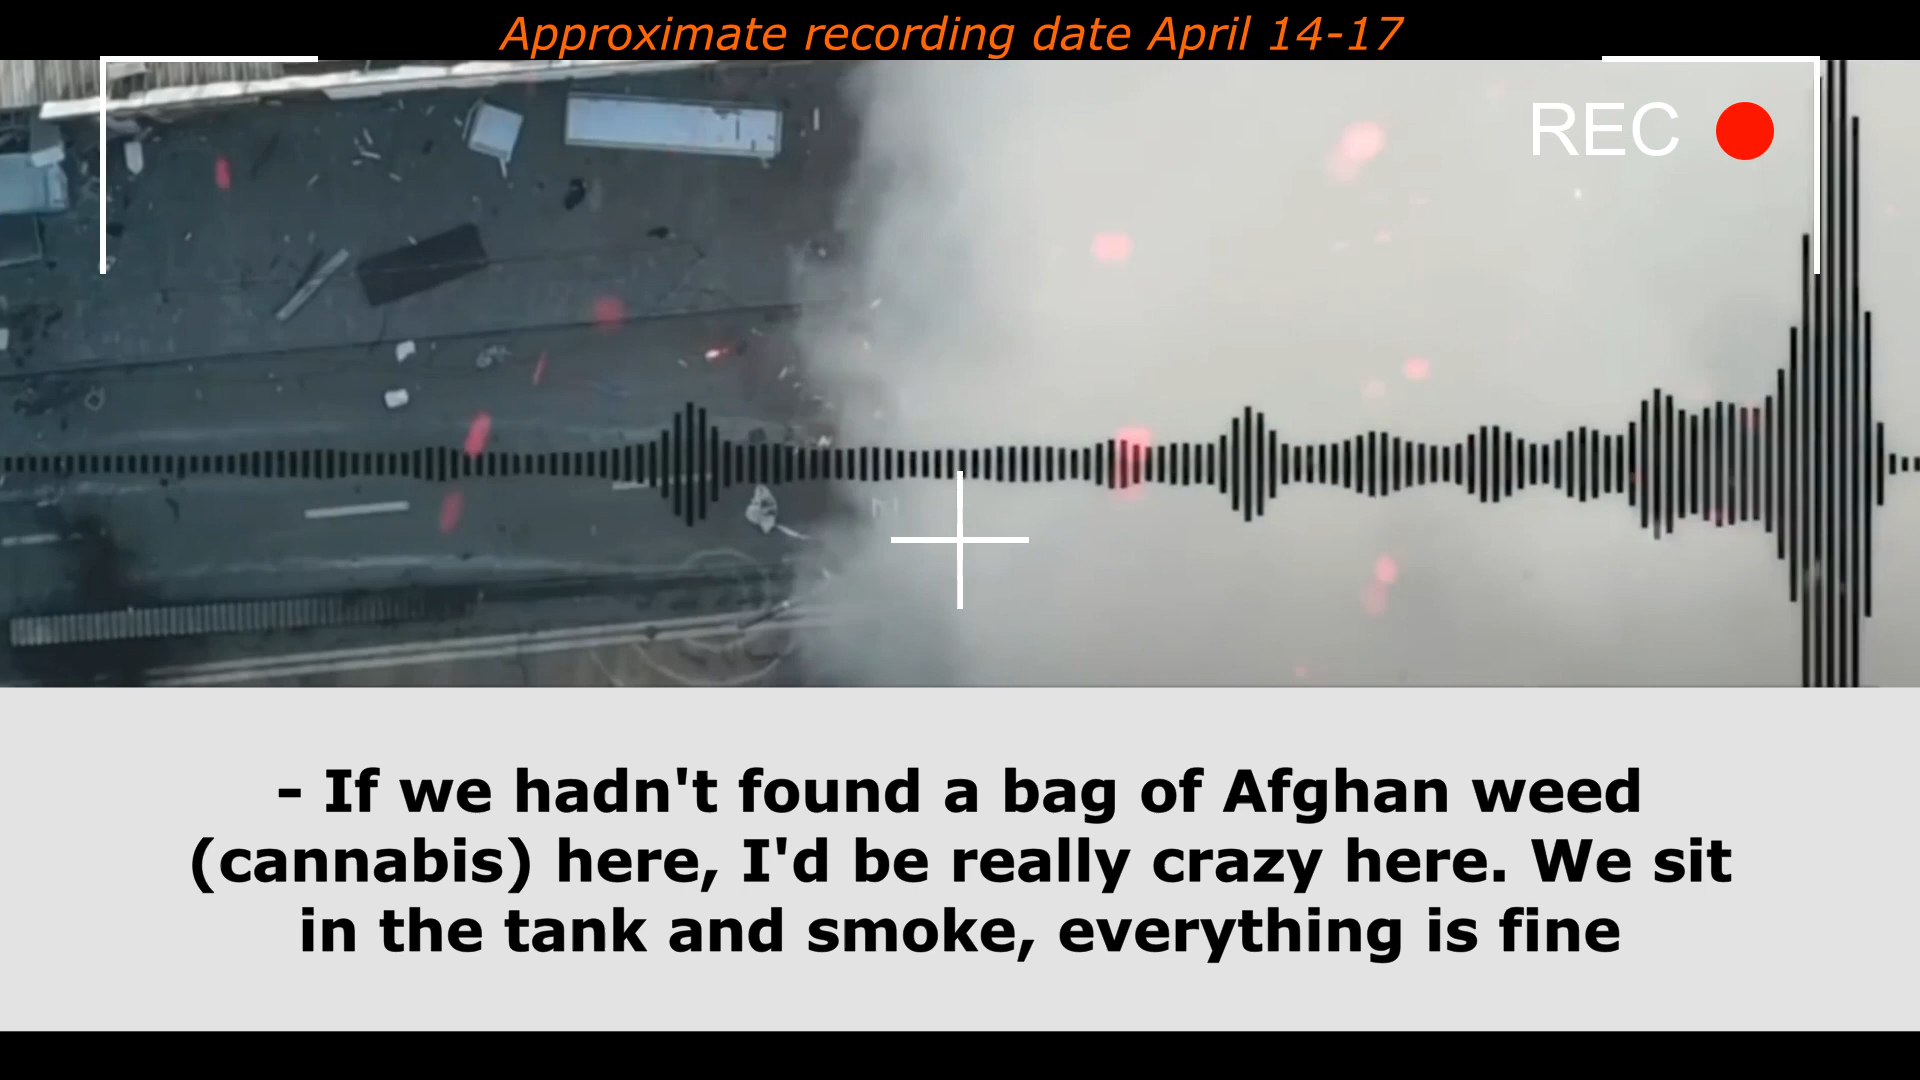 Approximate recording date April 14-17
REC
- If we hadn't found a bag of Afghan weed
(cannabis) here, I'd be really crazy here. We sit
in the tank and smoke, everything is fine